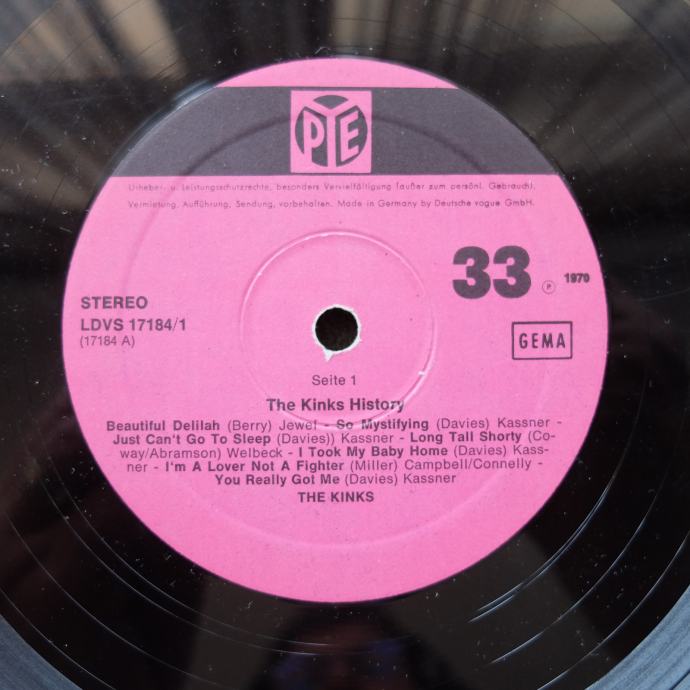 PYE
Urheber- u. Leistungsschutzrechte, besonders Vervielfältigung (außer zum persönl. Gebrauch),
Vermietung, Aufführung, Sendung, vorbehalten. Made in Germany by Deutsche vogue GmbH.
33 Ⓟ 1970
STEREO
LDVS 17184/1
(17184 A)
GEMA
Seite 1
The Kinks History
Beautiful Delilah (Berry) Jewel - So Mystifying (Davies) Kassner -
Just Can't Go To Sleep (Davies)) Kassner - Long Tall Shorty (Co-
way/Abramson) Welbeck - I Took My Baby Home (Davies) Kass-
ner - I'm A Lover Not A Fighter (Miller) Campbell/Connelly -
You Really Got Me (Davies) Kassner
THE KINKS